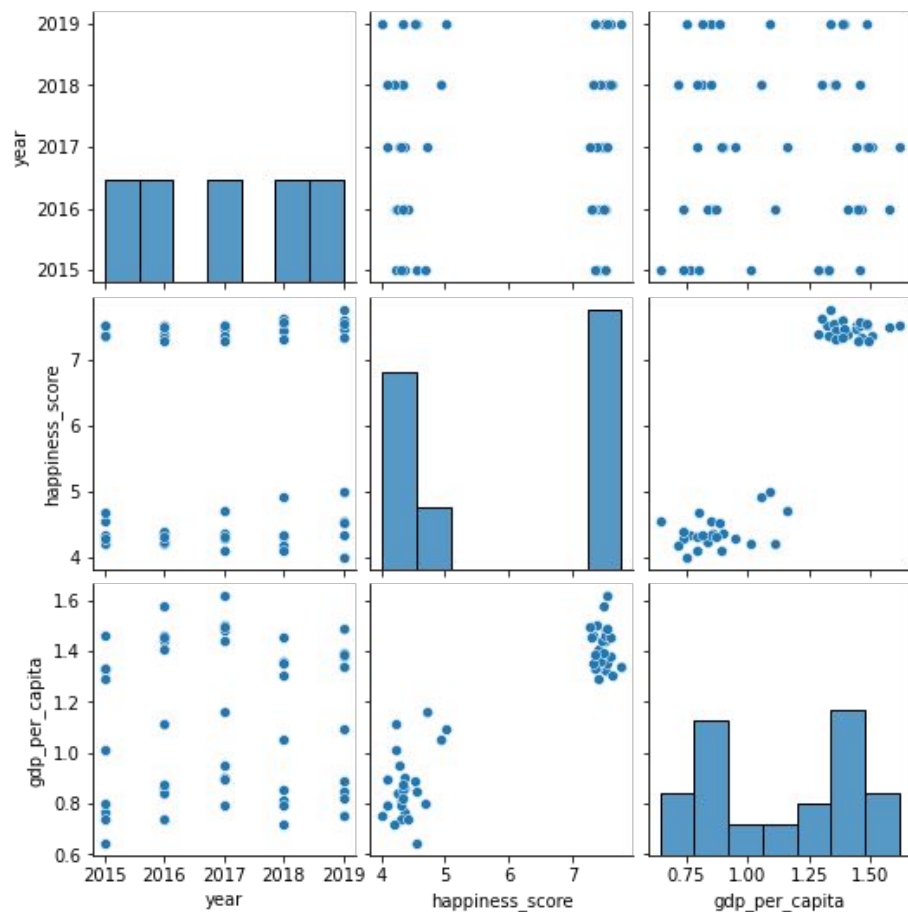 2019
2018
2017
2016
2015
year
7
6
5
4
happiness_score
1.6
1.4
1.2
1.0
0.8
0.6
gdp_per_capita
2015 2016 2017 2018 2019
year
4 5 6 7
happiness_score
0.75 1.00 1.25 1.50
gdp_per_capita